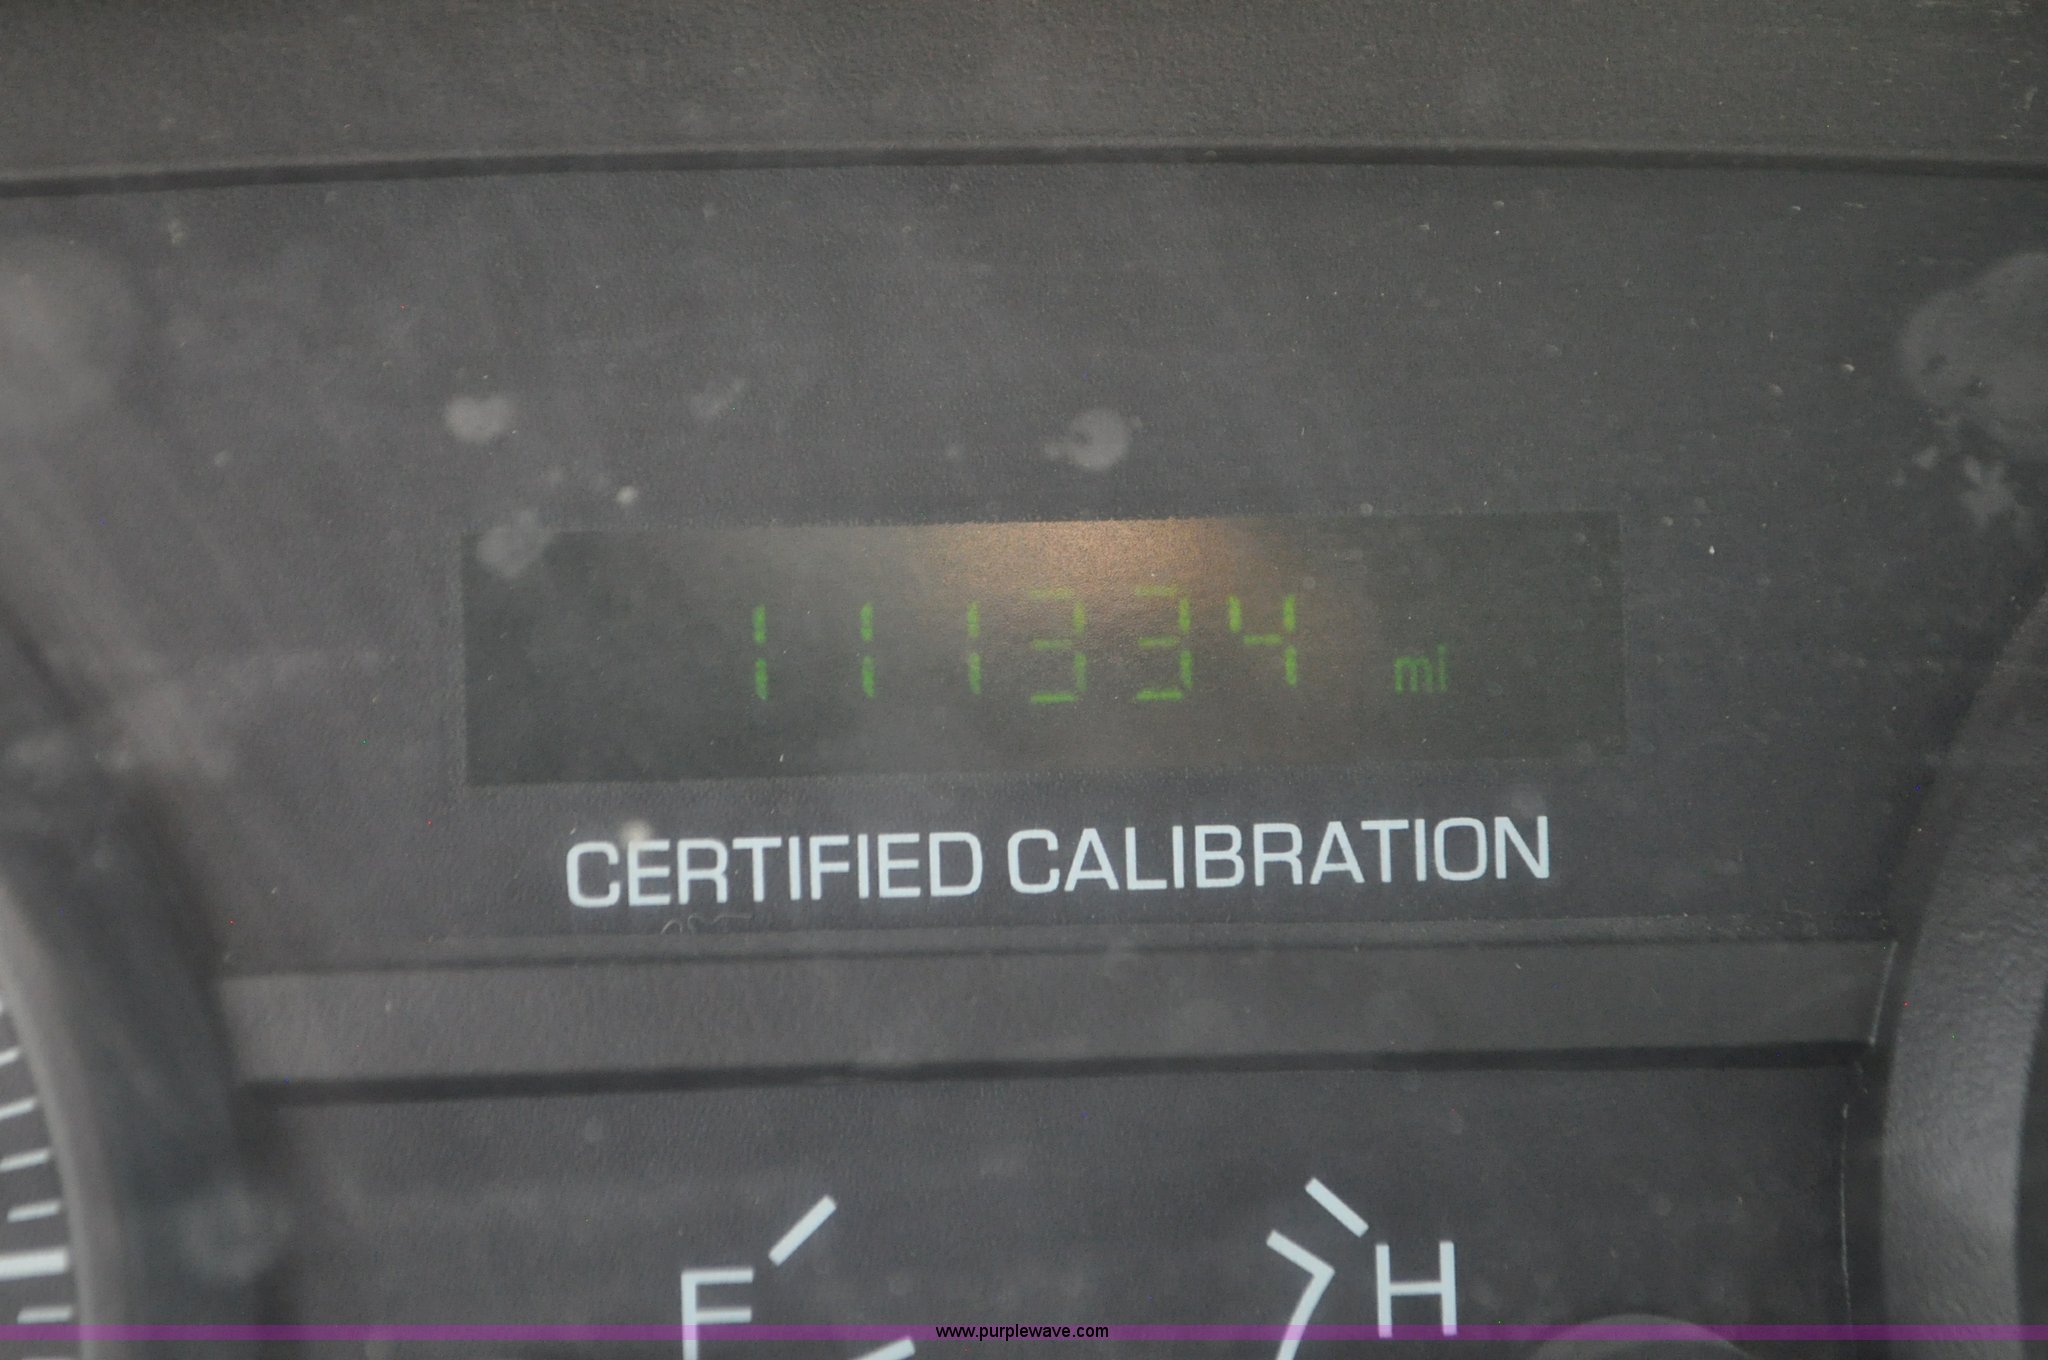 111334 mi
CERTIFIED CALIBRATION
F H
www.purplewave.com